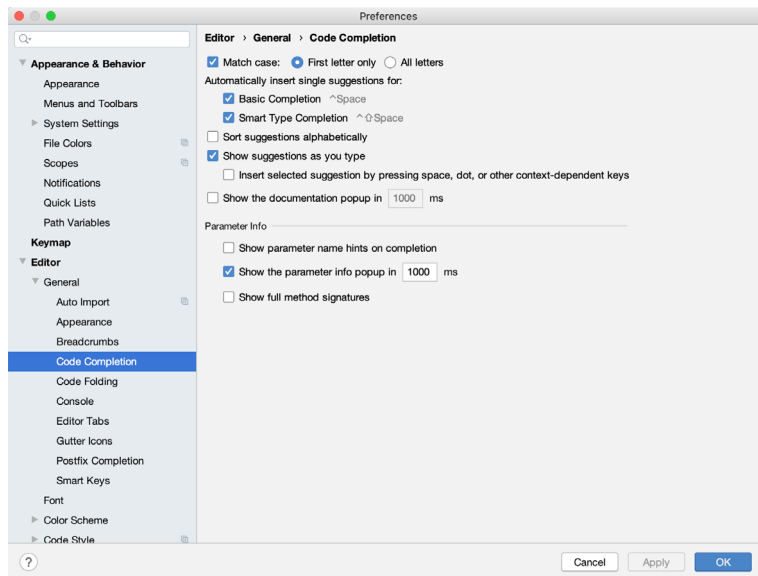 Preferences
Appearance & Behavior
Appearance
Menus and Toolbars
System Settings
File Colors
Scopes
Notifications
Quick Lists
Path Variables
Keymap
Editor
General
Auto Import
Appearance
Breadcrumbs
Code Completion
Code Folding
Console
Editor Tabs
Gutter Icons
Postfix Completion
Smart Keys
Font
Color Scheme
Code Style
Editor › General › Code Completion
Match case: First letter only All letters
Automatically insert single suggestions for:
Basic Completion ^Space
Smart Type Completion ^⇧Space
Sort suggestions alphabetically
Show suggestions as you type
Insert selected suggestion by pressing space, dot, or other context-dependent keys
Show the documentation popup in 1000 ms
Parameter Info
Show parameter name hints on completion
Show the parameter info popup in 1000 ms
Show full method signatures
? Cancel Apply OK